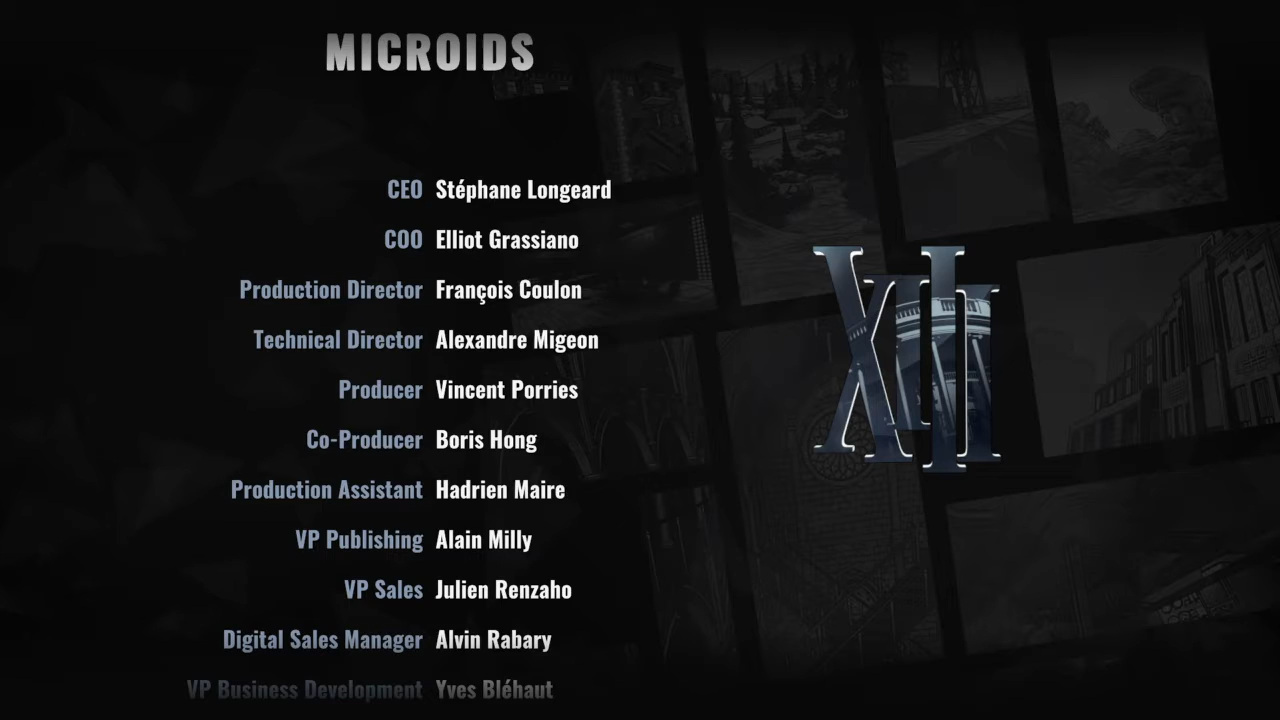 MICROIDS
CEO Stéphane Longeard
COO Elliot Grassiano
Production Director François Coulon
Technical Director Alexandre Migeon
Producer Vincent Porries
Co-Producer Boris Hong
Production Assistant Hadrien Maire
VP Publishing Alain Milly
VP Sales Julien Renzaho
Digital Sales Manager Alvin Rabary
VP Business Development Yves Bléhaut
XIII